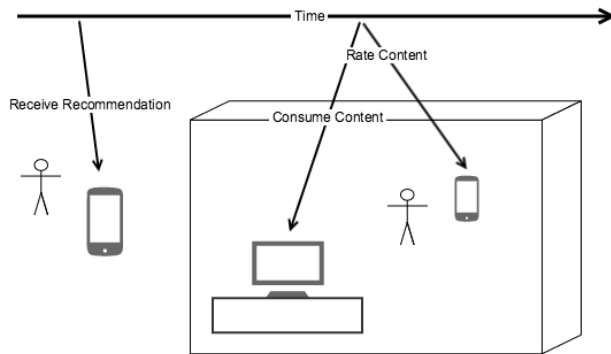 Time
Rate Content
Receive Recommendation
Consume Content